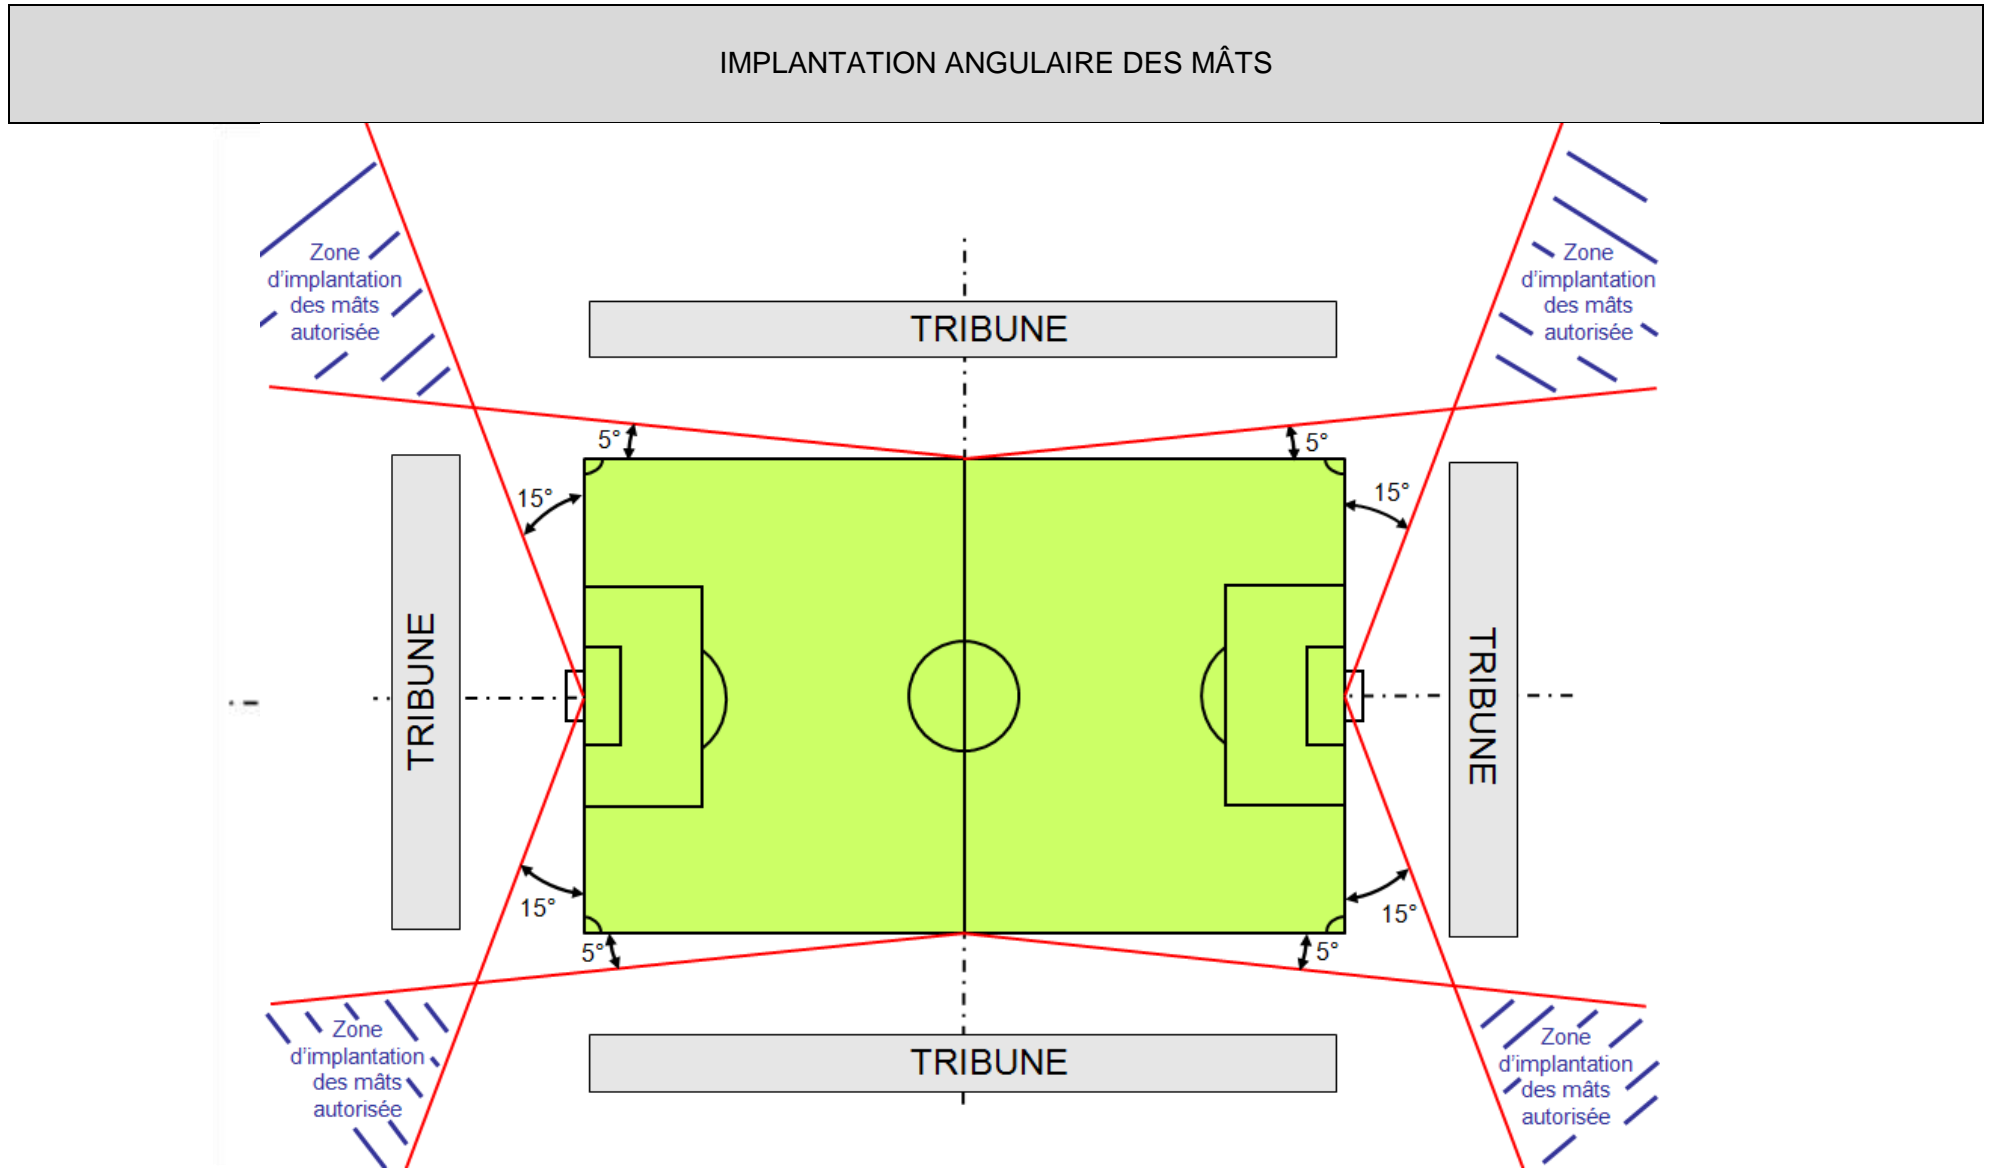 IMPLANTATION ANGULAIRE DES MÂTS
Zone
d'implantation
des mâts
autorisée
Zone
d'implantation
des mâts
autorisée
TRIBUNE
5°
5°
15°
15°
TRIBUNE
TRIBUNE
15°
15°
5°
5°
Zone
d'implantation
des mâts
autorisée
Zone
d'implantation
des mâts
autorisée
TRIBUNE